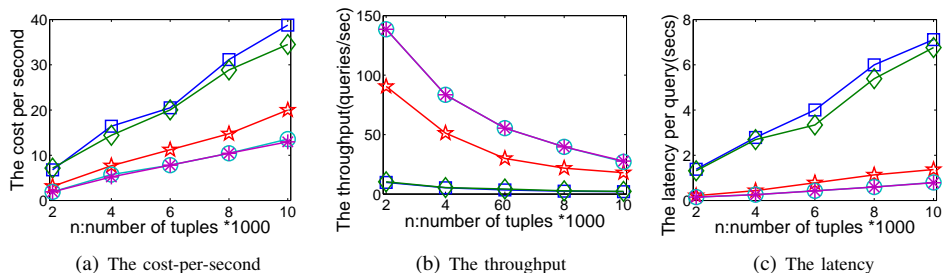 The cost per second
40
30
20
10
0
2 4 6 8 10
n:number of tuples *1000
(a) The cost-per-second
The throughput(queries/sec)
150
100
50
0
2 4 6 8 10
n:number of tuples *1000
(b) The throughput
The latency per query(secs)
8
6
4
2
0
2 4 6 8 10
n:number of tuples *1000
(c) The latency